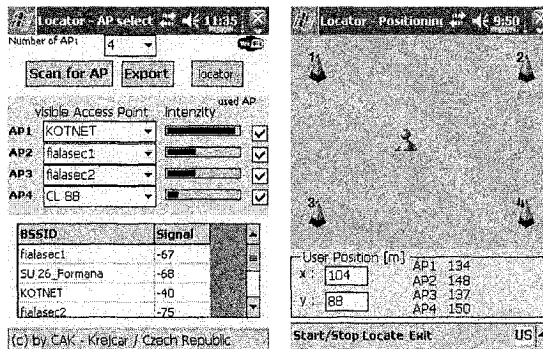 Locator - AP select 11:35
Number of AP:
4
Scan for AP Export locator
used AP
Visible Access Point Intenzity
AP1 KOTNET
AP2 fialasec1
AP3 fialasec2
AP4 CL 88
BSSID Signal
fialasec1 -67
SU 26_Formana -68
KOTNET -40
fialasec2 -75
(c) by CAK - Krejcar / Czech Republic
Locator - Positioning 9:50
1 2
3 4
User Position [m]
x : 104
y : 88
AP1 134
AP2 148
AP3 137
AP4 150
Start/Stop Locate Exit US